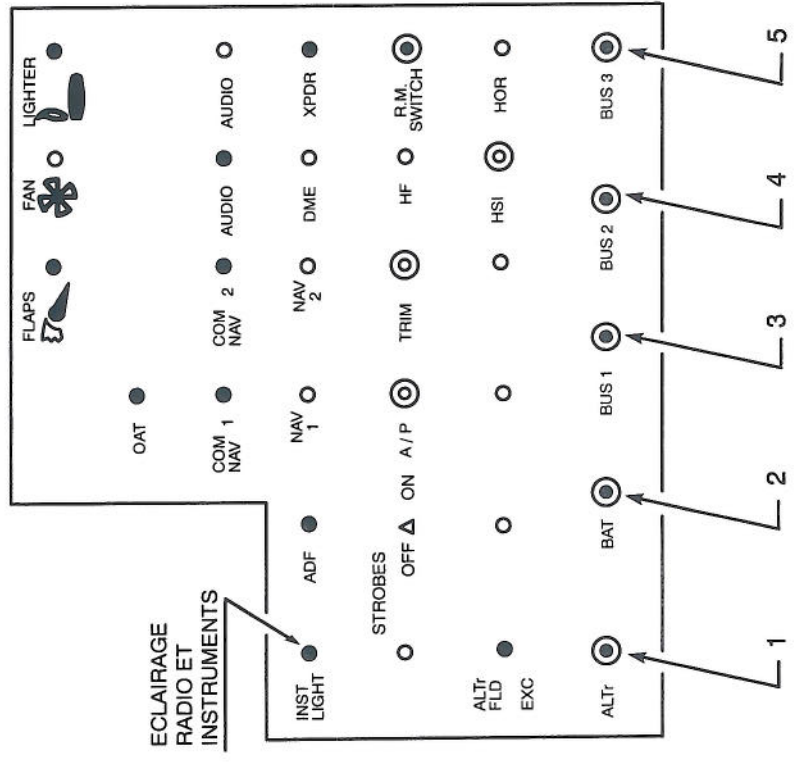 FLAPS
FAN
LIGHTER
OAT
ECLAIRAGE
RADIO ET
INSTRUMENTS
COM 1
NAV
COM 2
NAV
AUDIO
AUDIO
INST
LIGHT
ADF
NAV
1
NAV
2
DME
XPDR
STROBES
OFF ON
A / P
TRIM
HF
R.M.
SWITCH
ALTr
FLD
EXC
HSI
HOR
ALTr
BAT
BUS 1
BUS 2
BUS 3
1
2
3
4
5